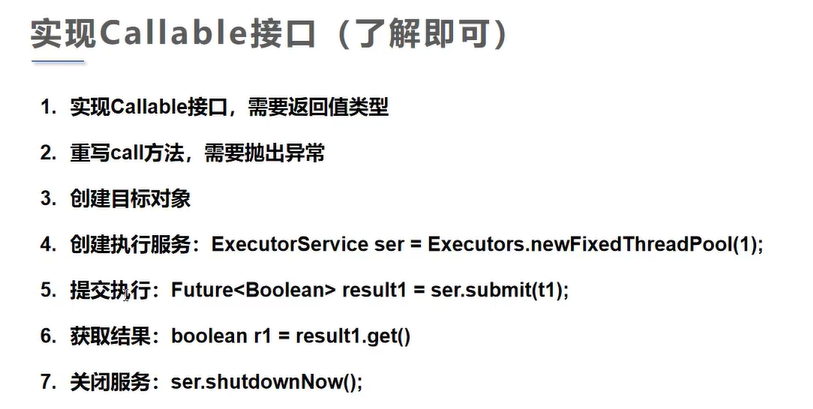 实现Callable接口（了解即可）
1. 实现Callable接口，需要返回值类型
2. 重写call方法，需要抛出异常
3. 创建目标对象
4. 创建执行服务：ExecutorService ser = Executors.newFixedThreadPool(1);
5. 提交执行：Future<Boolean> result1 = ser.submit(t1);
6. 获取结果：boolean r1 = result1.get()
7. 关闭服务：ser.shutdownNow();